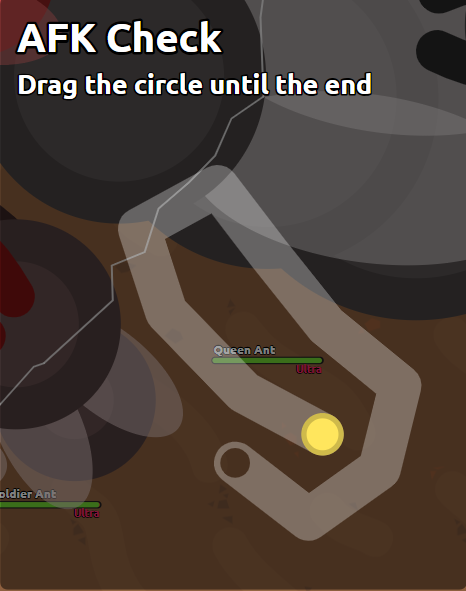 AFK Check
Drag the circle until the end
Queen Ant
Ultra
oldier Ant
Ultra